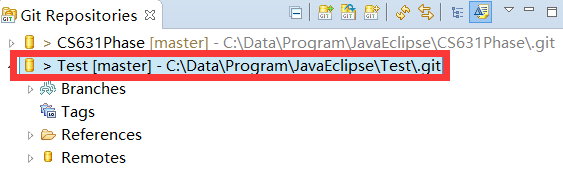 Git Repositories
> CS631Phase [master] - C:\Data\Program\JavaEclipse\CS631Phase\.git
> Test [master] - C:\Data\Program\JavaEclipse\Test\.git
Branches
Tags
References
Remotes